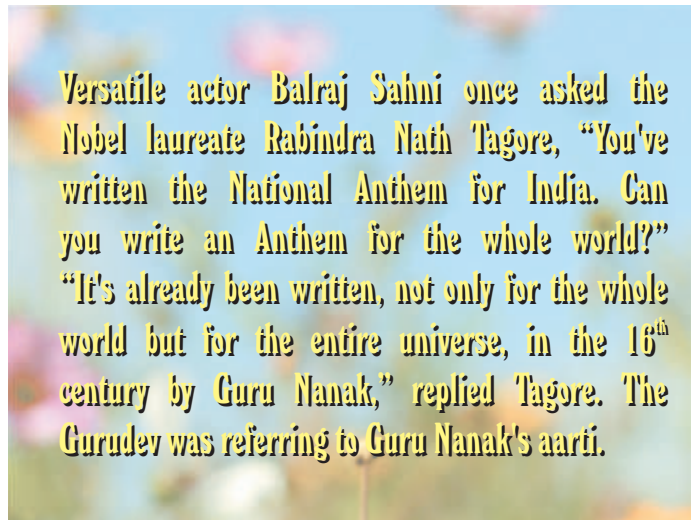 Versatile actor Balraj Sahni once asked the
Nobel laureate Rabindra Nath Tagore, “You've
written the National Anthem for India. Can
you write an Anthem for the whole world?”
“It's already been written, not only for the whole
world but for the entire universe, in the 16th
century by Guru Nanak,” replied Tagore. The
Gurudev was referring to Guru Nanak's aarti.